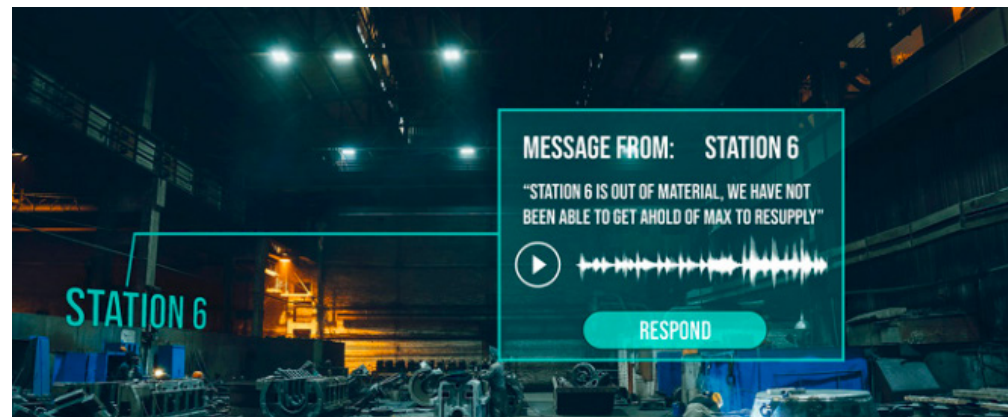 MESSAGE FROM: STATION 6
“STATION 6 IS OUT OF MATERIAL, WE HAVE NOT
BEEN ABLE TO GET AHOLD OF MAX TO RESUPPLY”
STATION 6
RESPOND